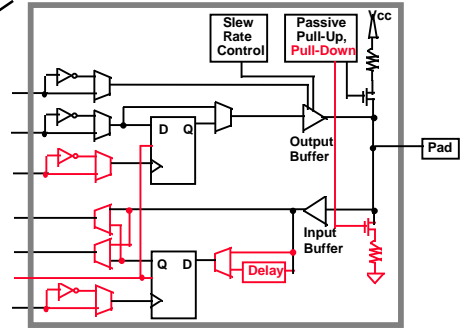 Slew
Rate
Control
Passive
Pull-Up,
Pull-Down
Vcc
D Q
Output
Buffer
Pad
Input
Buffer
Q D
Delay